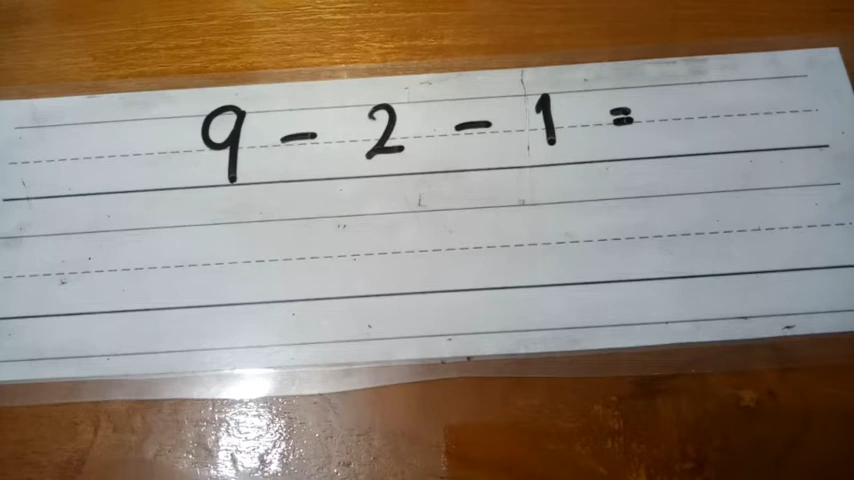 9 - 2 - 1 =